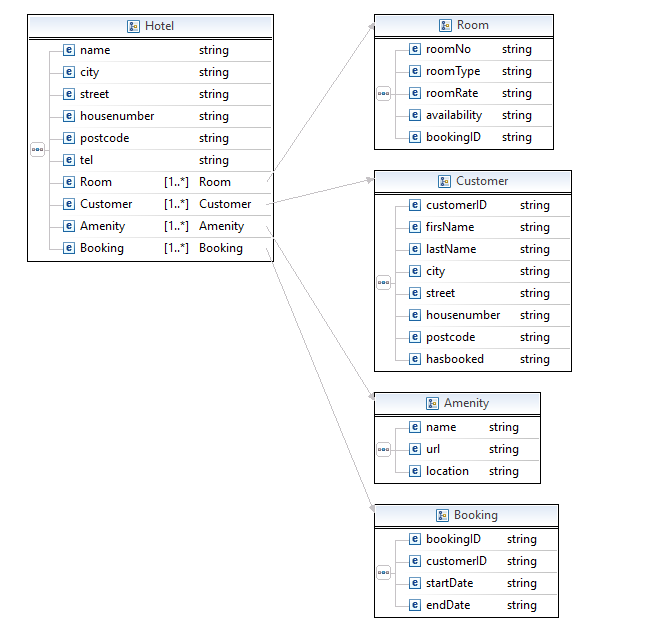 Hotel
e name string
e city string
e street string
e housenumber string
e postcode string
e tel string
e Room [1..*] Room
e Customer [1..*] Customer
e Amenity [1..*] Amenity
e Booking [1..*] Booking
Room
e roomNo string
e roomType string
e roomRate string
e availability string
e bookingID string
Customer
e customerID string
e firsName string
e lastName string
e city string
e street string
e housenumber string
e postcode string
e hasbooked string
Amenity
e name string
e url string
e location string
Booking
e bookingID string
e customerID string
e startDate string
e endDate string